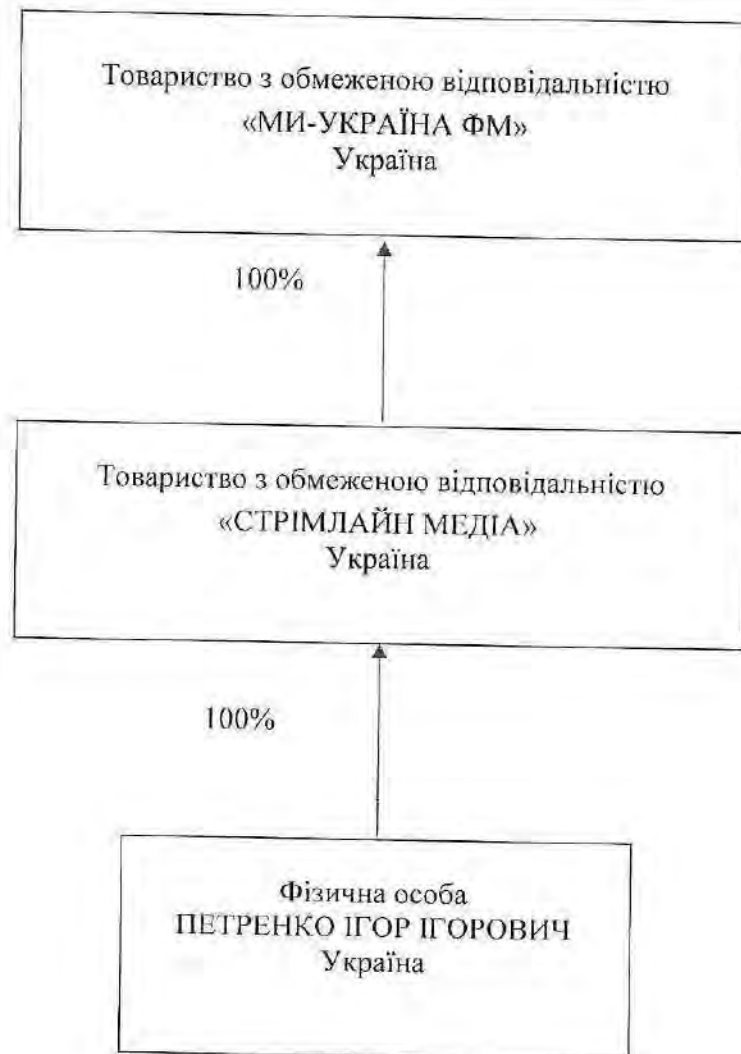 Товариство з обмеженою відповідальністю
«МИ-УКРАЇНА ФМ»
Україна
100%
Товариство з обмеженою відповідальністю
«СТРІМЛАЙН МЕДІА»
Україна
100%
Фізична особа
ПЕТРЕНКО ІГОР ІГОРОВИЧ
Україна